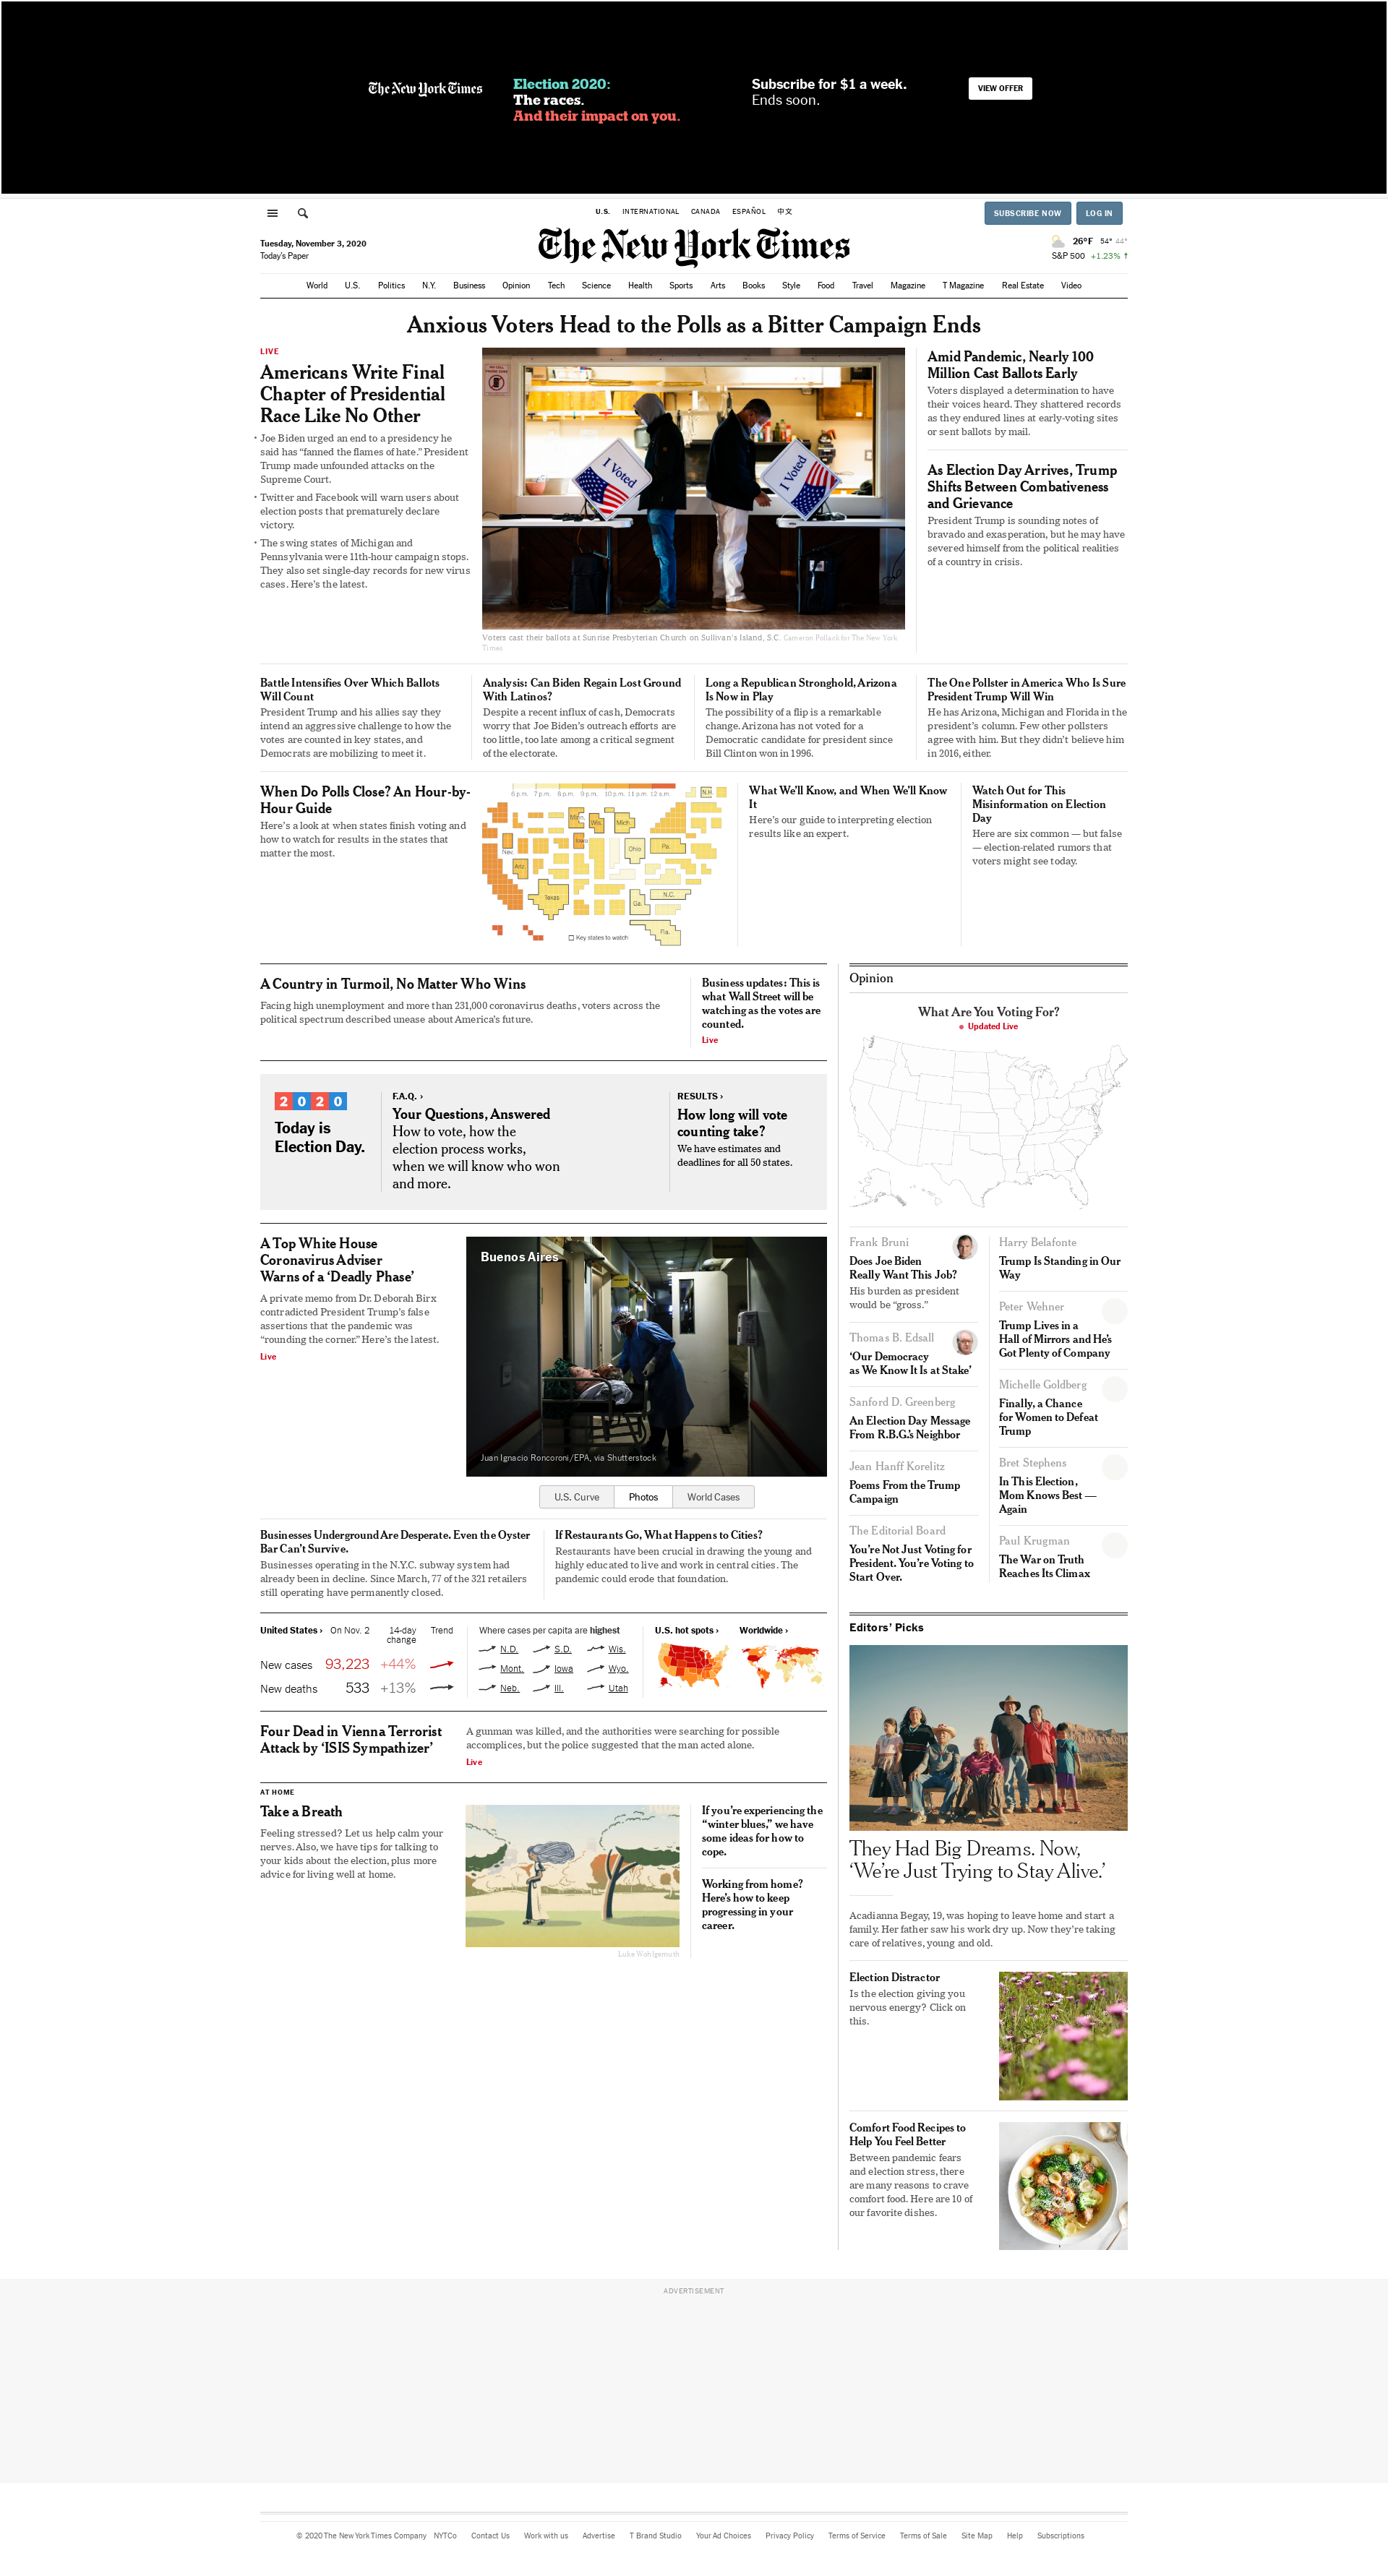 The New York Times
Election 2020:
The races.
And their impact on you.
Subscribe for $1 a week.
Ends soon.
VIEW OFFER
U.S. INTERNATIONAL CANADA ESPAÑOL 中文
SUBSCRIBE NOW LOG IN
Tuesday, November 3, 2020
Today's Paper
The New York Times
26°F 54° 44°
S&P 500 +1.23%
World U.S. Politics N.Y. Business Opinion Tech Science Health Sports Arts Books Style Food Travel Magazine T Magazine Real Estate Video
Anxious Voters Head to the Polls as a Bitter Campaign Ends
LIVE
Americans Write Final
Chapter of Presidential
Race Like No Other
• Joe Biden urged an end to a presidency he
said has “fanned the flames of hate.” President
Trump made unfounded attacks on the
Supreme Court.
• Twitter and Facebook will warn users about
election posts that prematurely declare
victory.
• The swing states of Michigan and
Pennsylvania were 11th-hour campaign stops.
They also set single-day records for new virus
cases. Here’s the latest.
I Voted
I Voted
Voters cast their ballots at Sunrise Presbyterian Church on Sullivan's Island, S.C. Cameron Pollack for The New York
Times
Amid Pandemic, Nearly 100
Million Cast Ballots Early
Voters displayed a determination to have
their voices heard. They shattered records
as they endured lines at early-voting sites
or sent ballots by mail.
As Election Day Arrives, Trump
Shifts Between Combativeness
and Grievance
President Trump is sounding notes of
bravado and exasperation, but he may have
severed himself from the political realities
of a country in crisis.
Battle Intensifies Over Which Ballots
Will Count
President Trump and his allies say they
intend an aggressive challenge to how the
votes are counted in key states, and
Democrats are mobilizing to meet it.
Analysis: Can Biden Regain Lost Ground
With Latinos?
Despite a recent influx of cash, Democrats
worry that Joe Biden’s outreach efforts are
too little, too late among a critical segment
of the electorate.
Long a Republican Stronghold, Arizona
Is Now in Play
The possibility of a flip is a remarkable
change. Arizona has not voted for a
Democratic candidate for president since
Bill Clinton won in 1996.
The One Pollster in America Who Is Sure
President Trump Will Win
He has Arizona, Michigan and Florida in the
president’s column. Few other pollsters
agree with him. But they didn’t believe him
in 2016, either.
When Do Polls Close? An Hour-by-
Hour Guide
Here’s a look at when states finish voting and
how to watch for results in the states that
matter the most.
6 p.m. 7 p.m. 8 p.m. 9 p.m. 10 p.m. 11 p.m. 12 a.m.
N.H.
Minn.
Wis.
Mich.
Nev.
Iowa
Ohio
Pa.
Ariz.
Texas
N.C.
Ga.
Fla.
Key states to watch
What We’ll Know, and When We’ll Know
It
Here’s our guide to interpreting election
results like an expert.
Watch Out for This
Misinformation on Election
Day
Here are six common — but false
— election-related rumors that
voters might see today.
A Country in Turmoil, No Matter Who Wins
Facing high unemployment and more than 231,000 coronavirus deaths, voters across the
political spectrum described unease about America’s future.
Business updates: This is
what Wall Street will be
watching as the votes are
counted.
Live
2020
Today is
Election Day.
F.A.Q. ›
Your Questions, Answered
How to vote, how the
election process works,
when we will know who won
and more.
RESULTS ›
How long will vote
counting take?
We have estimates and
deadlines for all 50 states.
A Top White House
Coronavirus Adviser
Warns of a ‘Deadly Phase’
A private memo from Dr. Deborah Birx
contradicted President Trump’s false
assertions that the pandemic was
“rounding the corner.” Here’s the latest.
Live
Buenos Aires
Juan Ignacio Roncoroni/EPA, via Shutterstock
U.S. Curve Photos World Cases
Businesses Underground Are Desperate. Even the Oyster
Bar Can’t Survive.
Businesses operating in the N.Y.C. subway system had
already been in decline. Since March, 77 of the 321 retailers
still operating have permanently closed.
If Restaurants Go, What Happens to Cities?
Restaurants have been crucial in drawing the young and
highly educated to live and work in central cities. The
pandemic could erode that foundation.
United States › On Nov. 2 14-day Trend
change
New cases 93,223 +44%
New deaths 533 +13%
Where cases per capita are highest
N.D. S.D. Wis.
Mont. Iowa Wyo.
Neb. Ill. Utah
U.S. hot spots › Worldwide ›
Four Dead in Vienna Terrorist
Attack by ‘ISIS Sympathizer’
A gunman was killed, and the authorities were searching for possible
accomplices, but the police suggested that the man acted alone.
Live
AT HOME
Take a Breath
Feeling stressed? Let us help calm your
nerves. Also, we have tips for talking to
your kids about the election, plus more
advice for living well at home.
Luke Wohlgemuth
If you’re experiencing the
“winter blues,” we have
some ideas for how to
cope.
Working from home?
Here’s how to keep
progressing in your
career.
Opinion
What Are You Voting For?
Updated Live
Frank Bruni
Does Joe Biden
Really Want This Job?
His burden as president
would be “gross.”
Thomas B. Edsall
‘Our Democracy
as We Know It Is at Stake’
Sanford D. Greenberg
An Election Day Message
From R.B.G.’s Neighbor
Jean Hanff Korelitz
Poems From the Trump
Campaign
The Editorial Board
You’re Not Just Voting for
President. You’re Voting to
Start Over.
Harry Belafonte
Trump Is Standing in Our
Way
Peter Wehner
Trump Lives in a
Hall of Mirrors and He’s
Got Plenty of Company
Michelle Goldberg
Finally, a Chance
for Women to Defeat
Trump
Bret Stephens
In This Election,
Mom Knows Best —
Again
Paul Krugman
The War on Truth
Reaches Its Climax
Editors’ Picks
They Had Big Dreams. Now,
‘We’re Just Trying to Stay Alive.’
Acadianna Begay, 19, was hoping to leave home and start a
family. Her father saw his work dry up. Now they’re taking
care of relatives, young and old.
Election Distractor
Is the election giving you
nervous energy? Click on
this.
Comfort Food Recipes to
Help You Feel Better
Between pandemic fears
and election stress, there
are many reasons to crave
comfort food. Here are 10 of
our favorite dishes.
ADVERTISEMENT
© 2020 The New York Times Company NYTCo Contact Us Work with us Advertise T Brand Studio Your Ad Choices Privacy Policy Terms of Service Terms of Sale Site Map Help Subscriptions